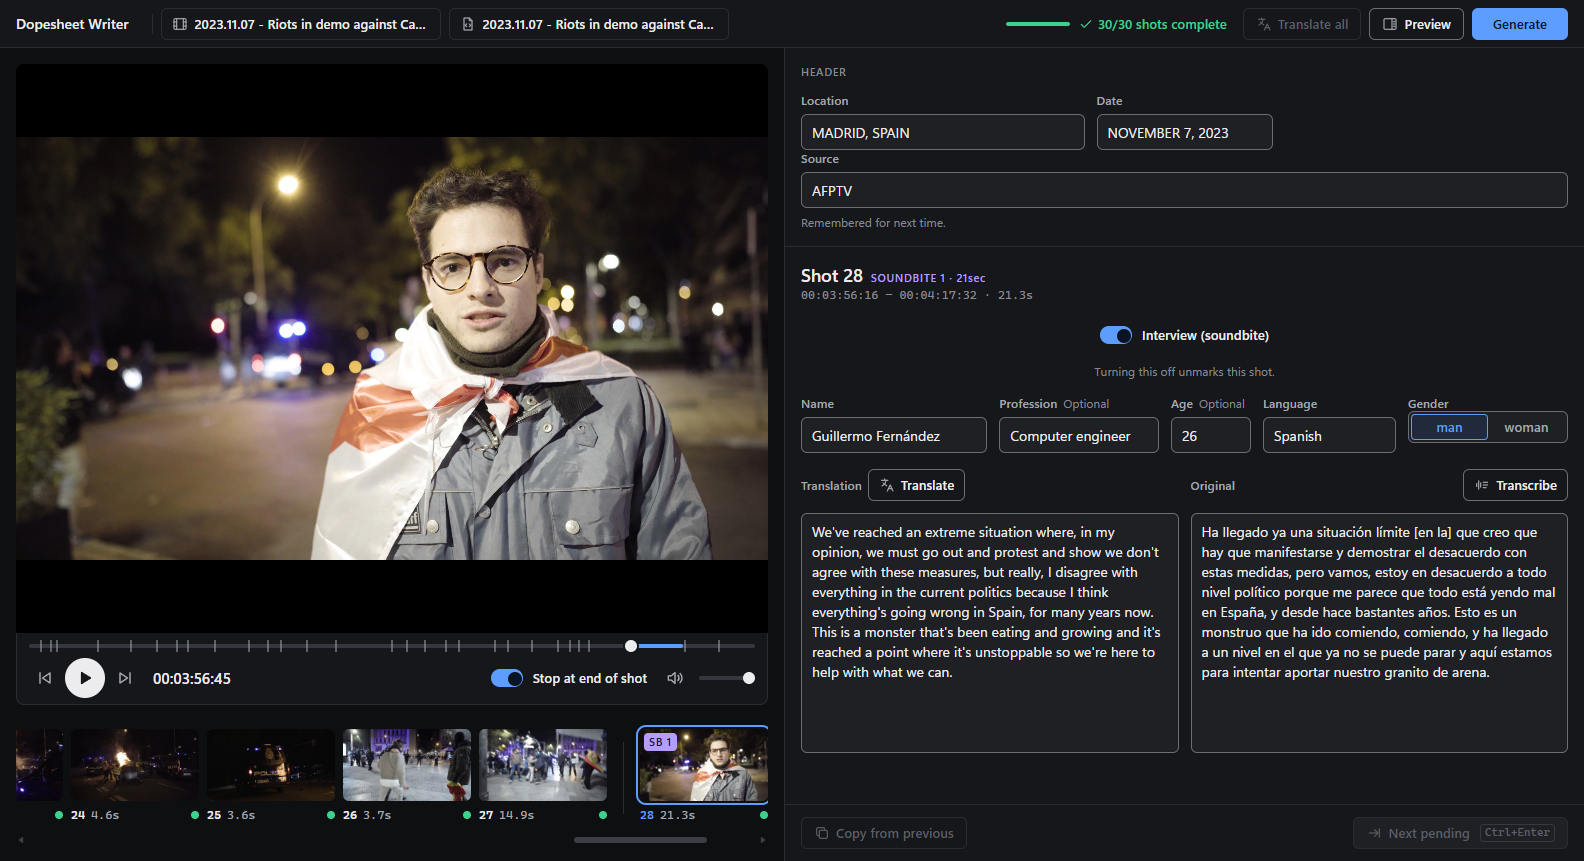 Dopesheet Writer
2023.11.07 - Riots in demo against Ca...
2023.11.07 - Riots in demo against Ca...
30/30 shots complete
Translate all
Preview
Generate
HEADER
Location
Date
MADRID, SPAIN
NOVEMBER 7, 2023
Source
AFPTV
Remembered for next time.
Shot 28 SOUNDBITE 1 · 21sec
00:03:56:16 — 00:04:17:32 · 21.3s
Interview (soundbite)
Turning this off unmarks this shot.
Name
Profession Optional
Age Optional
Language
Gender
Guillermo Fernández
Computer engineer
26
Spanish
man
woman
Translation
Translate
Original
Transcribe
We've reached an extreme situation where, in my
opinion, we must go out and protest and show we don't
agree with these measures, but really, I disagree with
everything in the current politics because I think
everything's going wrong in Spain, for many years now.
This is a monster that's been eating and growing and it's
reached a point where it's unstoppable so we're here to
help with what we can.
Ha llegado ya una situación límite [en la] que creo que
hay que manifestarse y demostrar el desacuerdo con
estas medidas, pero vamos, estoy en desacuerdo a todo
nivel político porque me parece que todo está yendo mal
en España, y desde hace bastantes años. Esto es un
monstruo que ha ido comiendo, comiendo, y ha llegado
a un nivel en el que ya no se puede parar y aquí estamos
para intentar aportar nuestro granito de arena.
00:03:56:45
Stop at end of shot
SB 1
24 4.6s
25 3.6s
26 3.7s
27 14.9s
28 21.3s
Copy from previous
Next pending
Ctrl+Enter